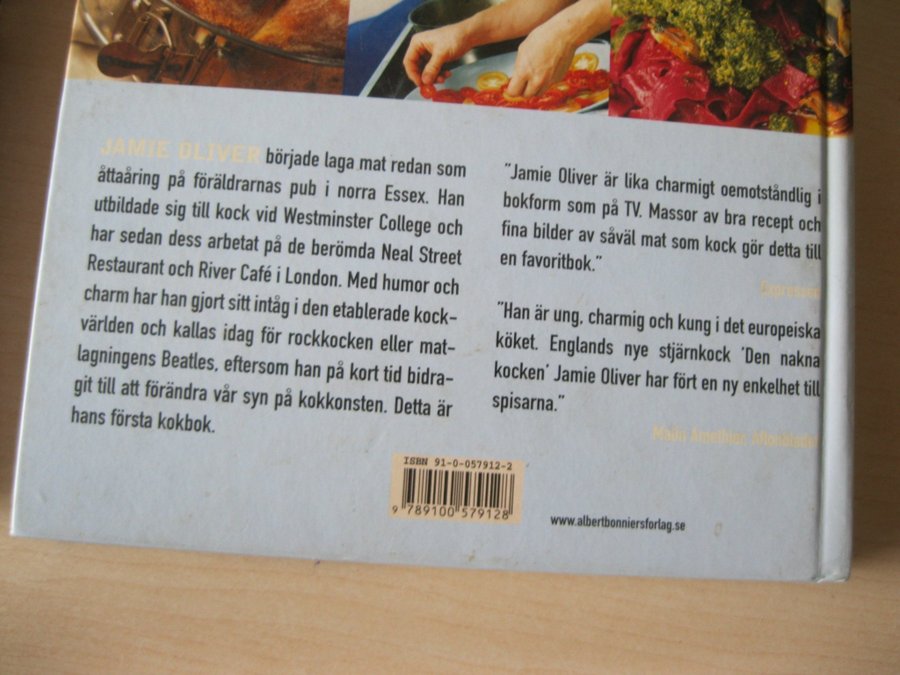 JAMIE OLIVER började laga mat redan som
åttaåring på föräldrarnas pub i norra Essex. Han
utbildade sig till kock vid Westminster College och
har sedan dess arbetat på de berömda Neal Street
Restaurant och River Café i London. Med humor och
charm har han gjort sitt intåg i den etablerade kock-
världen och kallas idag för rockkocken eller mat-
lagningens Beatles, eftersom han på kort tid bidra-
git till att förändra vår syn på kokkonsten. Detta är
hans första kokbok.
"Jamie Oliver är lika charmigt oemotståndlig i
bokform som på TV. Massor av bra recept och
fina bilder av såväl mat som kock gör detta till
en favoritbok."
Expressen
"Han är ung, charmig och kung i det europeiska
köket. Englands nye stjärnkock 'Den nakna
kocken' Jamie Oliver har fört en ny enkelhet till
spisarna."
Malin
ISBN 91-0-057912-2
9 789100 579128
www.albertbonniersforlag.se